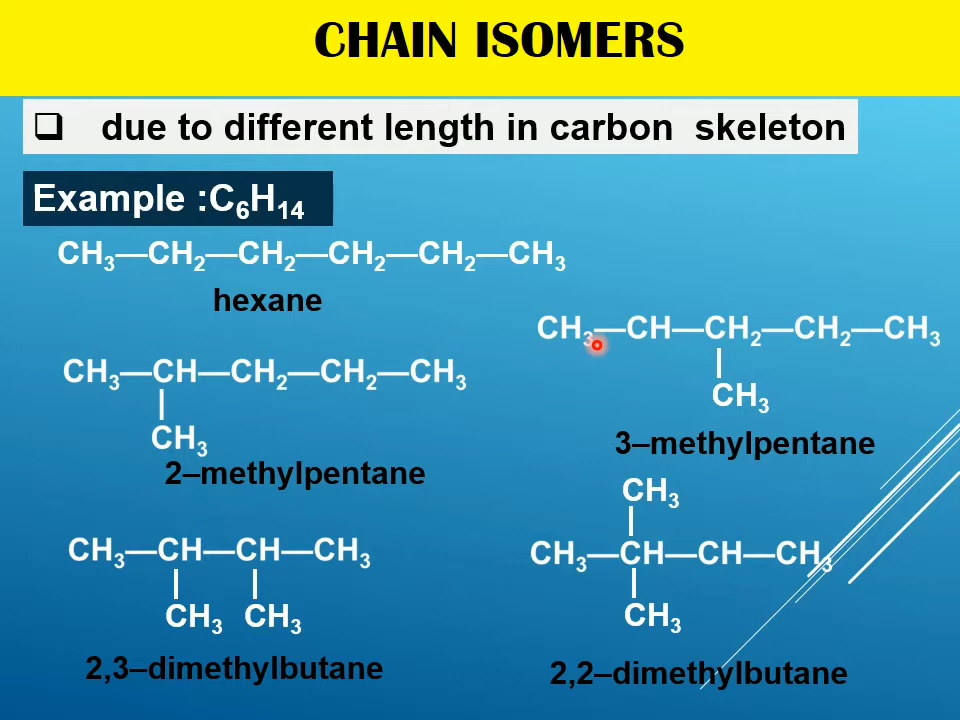 CHAIN ISOMERS
❑ due to different length in carbon skeleton
Example :C₆H₁₄
CH₃—CH₂—CH₂—CH₂—CH₂—CH₃
hexane
CH₃—CH—CH₂—CH₂—CH₃
|
CH₃
2–methylpentane
CH₃—CH—CH₂—CH₂—CH₃
|
CH₃
3–methylpentane
CH₃—CH—CH—CH₃
| |
CH₃ CH₃
2,3–dimethylbutane
CH₃
|
CH₃—CH—CH—CH₃
|
CH₃
2,2–dimethylbutane